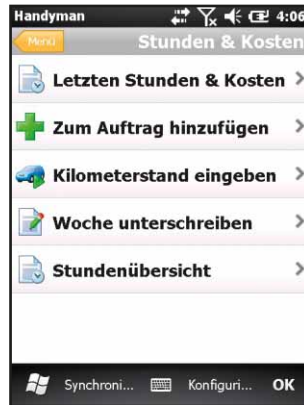 Handyman 4:06
Menü Stunden & Kosten
Letzten Stunden & Kosten
Zum Auftrag hinzufügen
Kilometerstand eingeben
Woche unterschreiben
Stundenübersicht
Synchroni... Konfiguri... OK